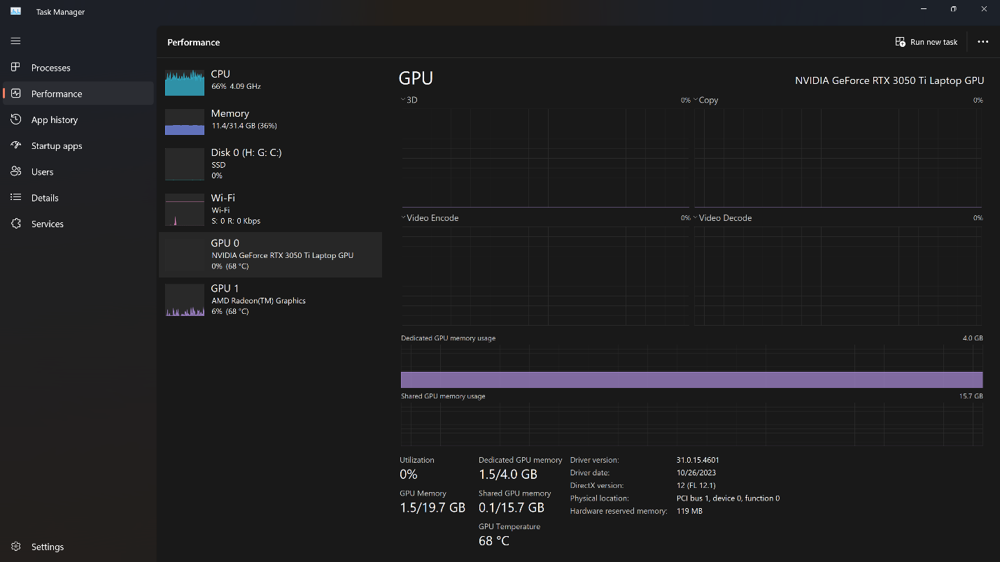 Task Manager
Performance
Run new task
Processes
Performance
App history
Startup apps
Users
Details
Services
Settings
CPU
66% 4.09 GHz
Memory
11.4/31.4 GB (36%)
Disk 0 (H: G: C:)
SSD
0%
Wi-Fi
Wi-Fi
S: 0 R: 0 Kbps
GPU 0
NVIDIA GeForce RTX 3050 Ti Laptop GPU
0% (68 °C)
GPU 1
AMD Radeon(TM) Graphics
6% (68 °C)
GPU
NVIDIA GeForce RTX 3050 Ti Laptop GPU
3D 0% Copy 0%
Video Encode 0% Video Decode 0%
Dedicated GPU memory usage 4.0 GB
Shared GPU memory usage 15.7 GB
Utilization
0%
GPU Memory
1.5/19.7 GB
Dedicated GPU memory
1.5/4.0 GB
Shared GPU memory
0.1/15.7 GB
GPU Temperature
68 °C
Driver version: 31.0.15.4601
Driver date: 10/26/2023
DirectX version: 12 (FL 12.1)
Physical location: PCI bus 1, device 0, function 0
Hardware reserved memory: 119 MB